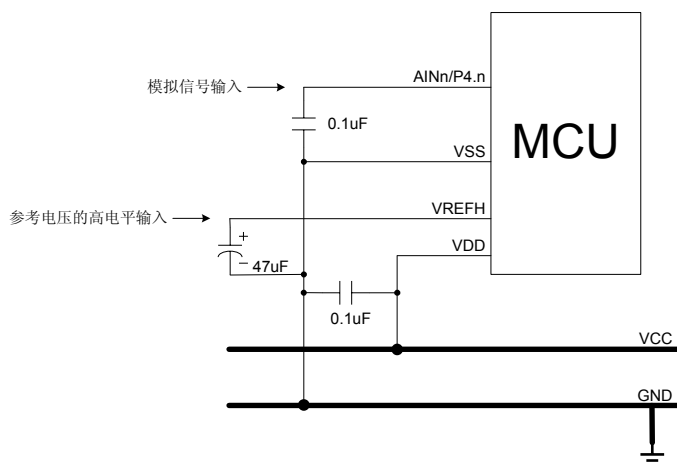 AINn/P4.n
模拟信号输入
0.1uF
MCU
VSS
参考电压的高电平输入
VREFH
+
VDD
− 47uF
0.1uF
VCC
GND